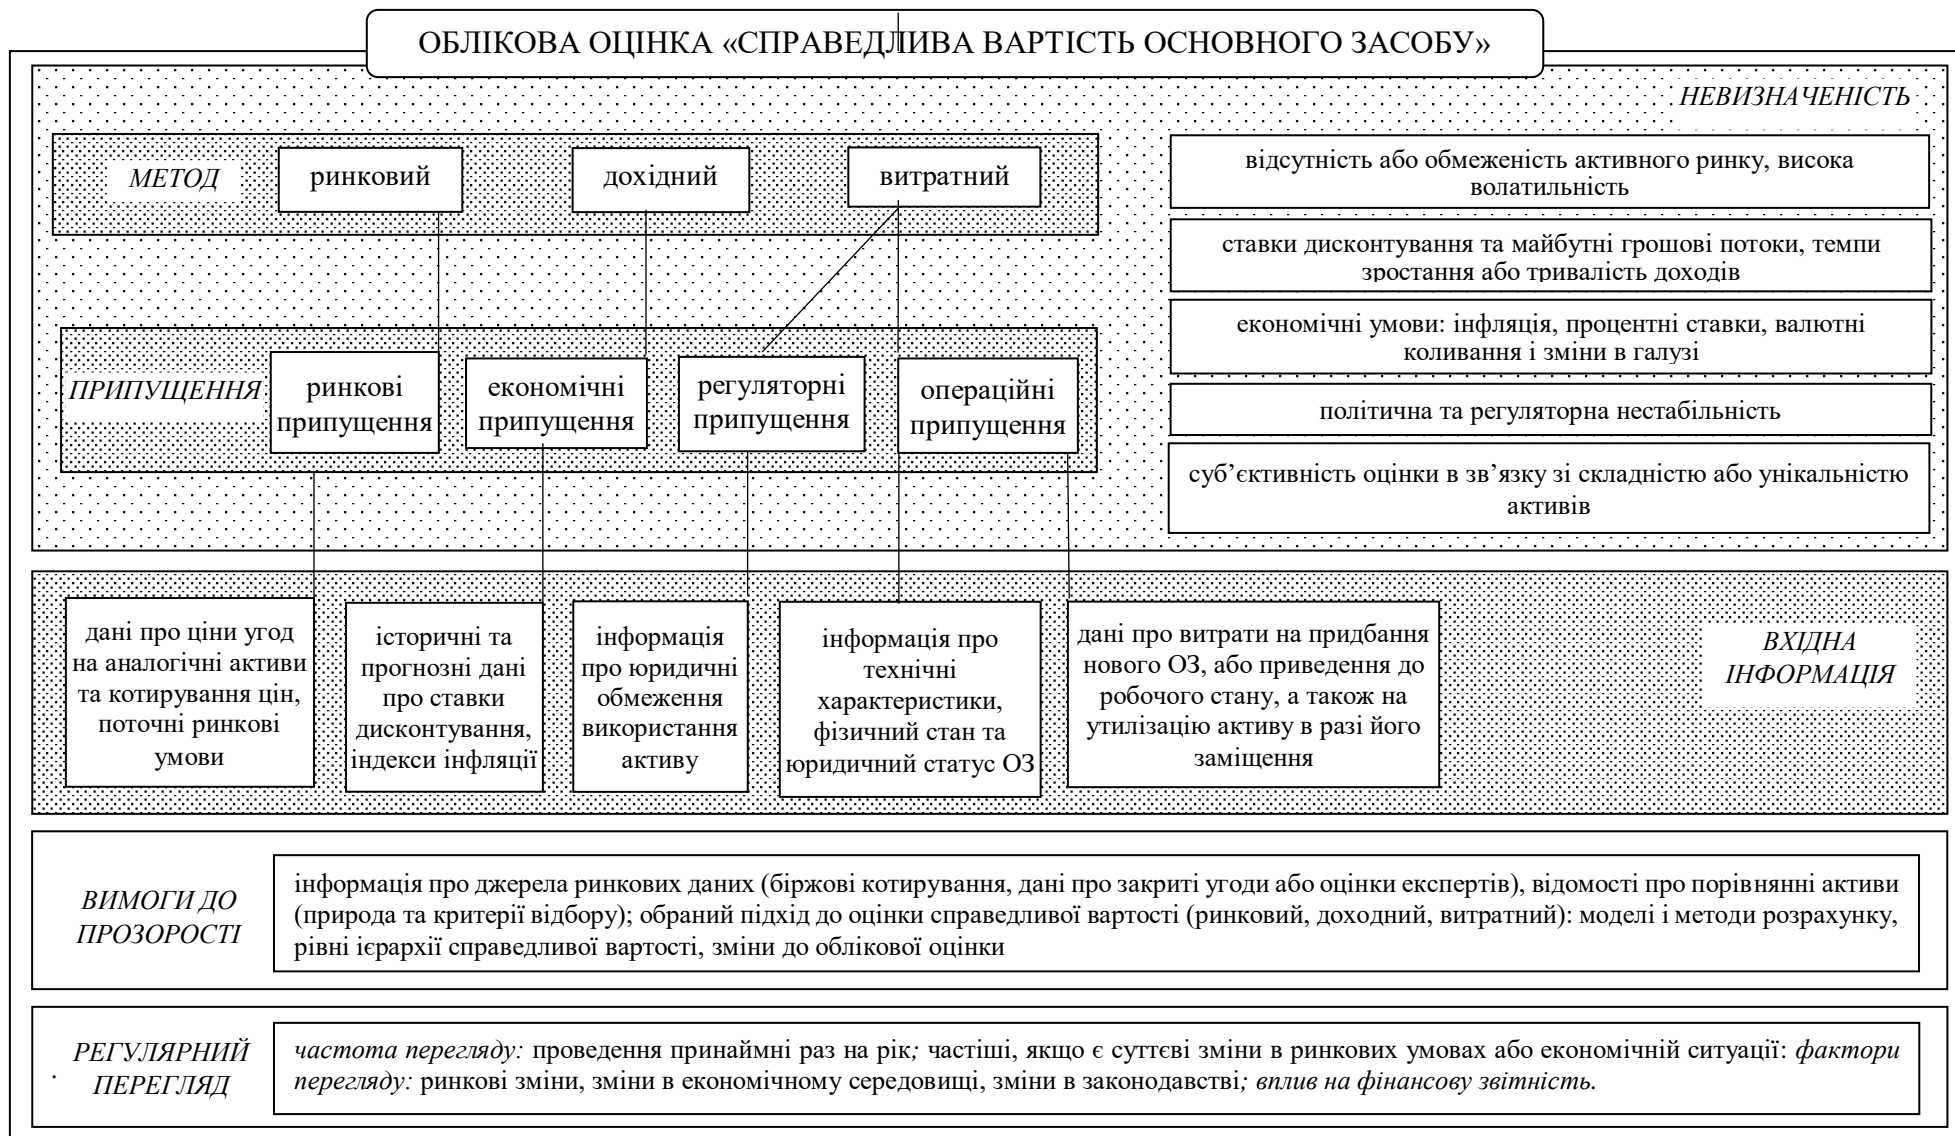 ОБЛІКОВА ОЦІНКА «СПРАВЕДЛИВА ВАРТІСТЬ ОСНОВНОГО ЗАСОБУ»
НЕВИЗНАЧЕНІСТЬ
МЕТОД
ринковий
дохідний
витратний
відсутність або обмеженість активного ринку, висока
волатильність
ставки дисконтування та майбутні грошові потоки, темпи
зростання або тривалість доходів
економічні умови: інфляція, процентні ставки, валютні
коливання і зміни в галузі
політична та регуляторна нестабільність
суб’єктивність оцінки в зв’язку зі складністю або унікальністю
активів
ПРИПУЩЕННЯ
ринкові
припущення
економічні
припущення
регуляторні
припущення
операційні
припущення
дані про ціни угод
на аналогічні активи
та котирування цін,
поточні ринкові
умови
історичні та
прогнозні дані
про ставки
дисконтування,
індекси інфляції
інформація
про юридичні
обмеження
використання
активу
інформація про
технічні
характеристики,
фізичний стан та
юридичний статус ОЗ
дані про витрати на придбання
нового ОЗ, або приведення до
робочого стану, а також на
утилізацію активу в разі його
заміщення
ВХІДНА
ІНФОРМАЦІЯ
ВИМОГИ ДО
ПРОЗОРОСТІ
інформація про джерела ринкових даних (біржові котирування, дані про закриті угоди або оцінки експертів), відомості про порівнянні активи
(природа та критерії відбору); обраний підхід до оцінки справедливої вартості (ринковий, доходний, витратний): моделі і методи розрахунку,
рівні ієрархії справедливої вартості, зміни до облікової оцінки
РЕГУЛЯРНИЙ
ПЕРЕГЛЯД
.
частота перегляду: проведення принаймні раз на рік; частіші, якщо є суттєві зміни в ринкових умовах або економічній ситуації: фактори
перегляду: ринкові зміни, зміни в економічному середовищі, зміни в законодавстві; вплив на фінансову звітність.